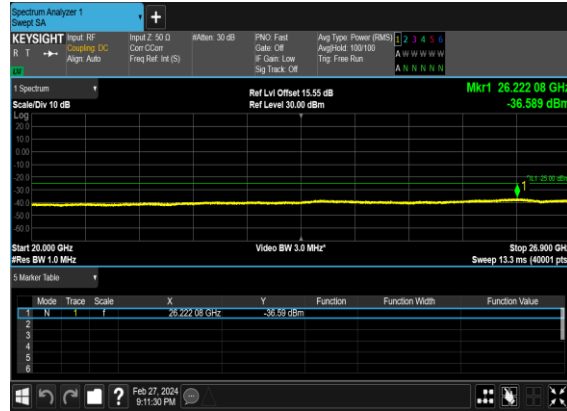 Spectrum Analyzer 1
Swept SA
KEYSIGHT Input: RF Input Z: 50 Ω #Atten: 30 dB PNO: Fast Avg Type: Power (RMS) 1 2 3 4 5 6
R T Coupling: DC Corr CCorr Gate: Off Avg|Hold: 100/100 A W W W W W
Align: Auto Freq Ref: Int (S) IF Gain: Low Trig: Free Run
Sig Track: Off A N N N N N
1 Spectrum Ref Lvl Offset 15.55 dB Mkr1 26.222 08 GHz
Scale/Div 10 dB Ref Level 30.00 dBm -36.589 dBm
Log
20.0
10.0
0.00
-10.0
-20.0
-30.0
-40.0
-50.0
-60.0
1
Start 20.000 GHz Video BW 3.0 MHz* Stop 26.900 GHz
#Res BW 1.0 MHz Sweep 13.3 ms (40001 pts)
5 Marker Table
Mode Trace Scale X Y Function Function Width Function Value
1 N 1 f 26.222 08 GHz -36.59 dBm
2
3
4
5
6
Feb 27, 2024
9:11:30 PM